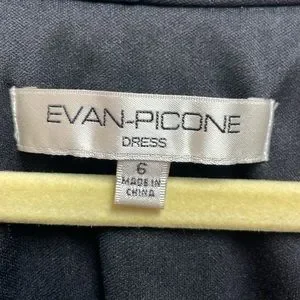 EVAN-PICONE
DRESS
6
MADE IN
CHINA